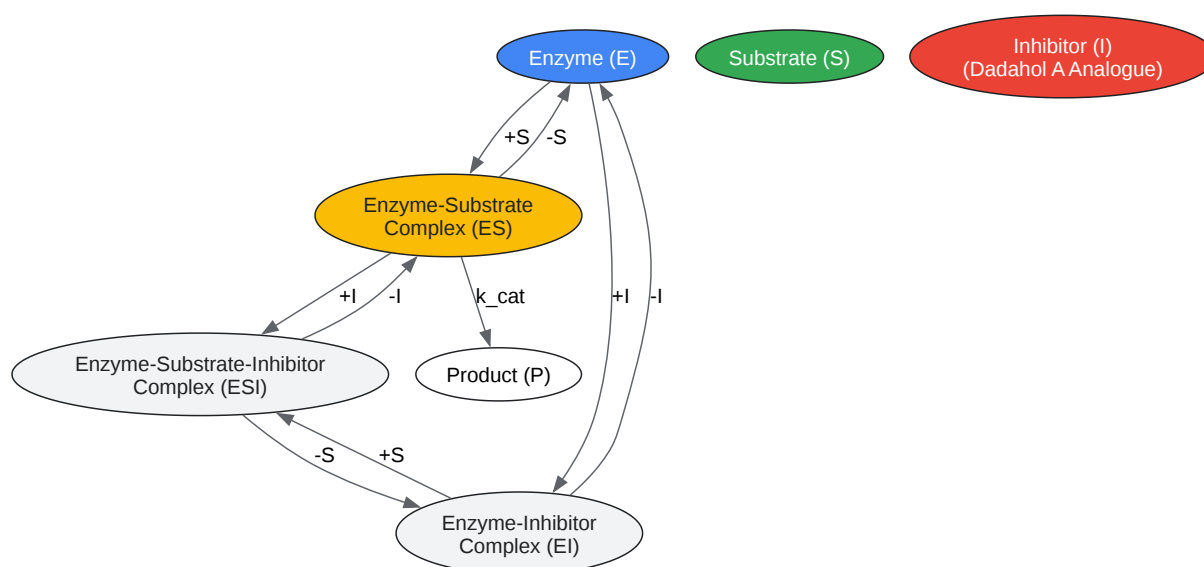 Enzyme (E)
Substrate (S)
Inhibitor (I)
(Dadahol A Analogue)
+S
-S
Enzyme-Substrate
Complex (ES)
+I
-I
k_cat
+I
-I
Enzyme-Substrate-Inhibitor
Complex (ESI)
Product (P)
-S
+S
Enzyme-Inhibitor
Complex (EI)